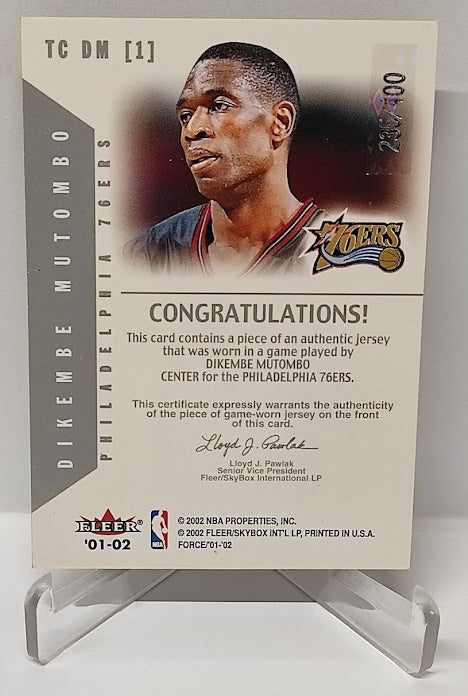 TC DM [1]
DIKEMBE MUTOMBO
PHILADELPHIA 76ERS
76ERS
CONGRATULATIONS!
This card contains a piece of an authentic jersey
that was worn in a game played by
DIKEMBE MUTOMBO
CENTER for the PHILADELPHIA 76ERS.
This certificate expressly warrants the authenticity
of the piece of game-worn jersey on the front
of this card.
Lloyd J. Pawlak
Lloyd J. Pawlak
Senior Vice President
Fleer/SkyBox International LP
FLEER®
'01-02
NBA
© 2002 NBA PROPERTIES, INC.
© 2002 FLEER/SKYBOX INT'L LP, PRINTED IN U.S.A.
FORCE/'01-'02